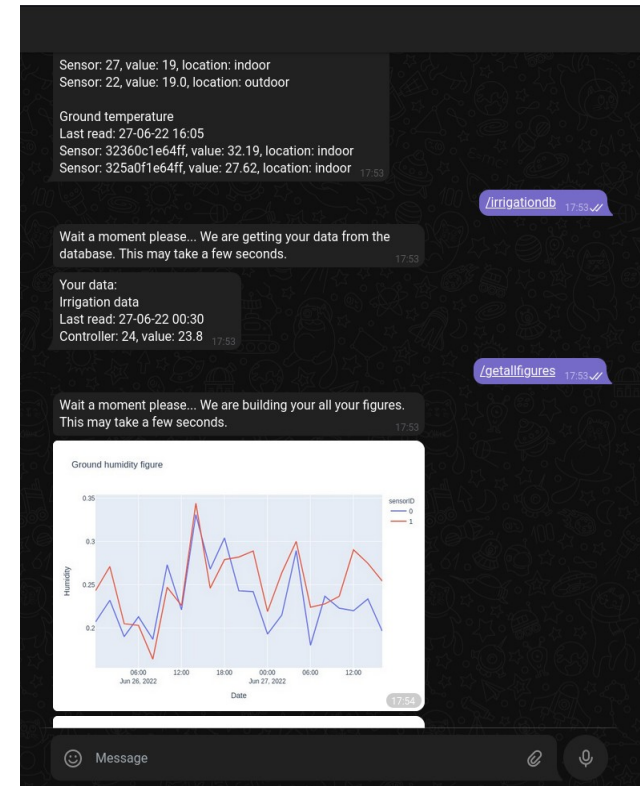 Sensor: 27, value: 19, location: indoor
Sensor: 22, value: 19.0, location: outdoor
Ground temperature
Last read: 27-06-22 16:05
Sensor: 32360c1e64ff, value: 32.19, location: indoor
Sensor: 325a0f1e64ff, value: 27.62, location: indoor 17:53
/irrigationdb 17:53
Wait a moment please... We are getting your data from the
database. This may take a few seconds. 17:53
Your data:
Irrigation data
Last read: 27-06-22 00:30
Controller: 24, value: 23.8 17:53
/getallfigures 17:53
Wait a moment please... We are building your all your figures.
This may take a few seconds. 17:53
Ground humidity figure
sensorID
0
1
0.35
0.3
0.25
0.2
Humidity
06:00 12:00 18:00 00:00 06:00 12:00
Jun 26, 2022 Jun 27, 2022
Date
17:54
Message